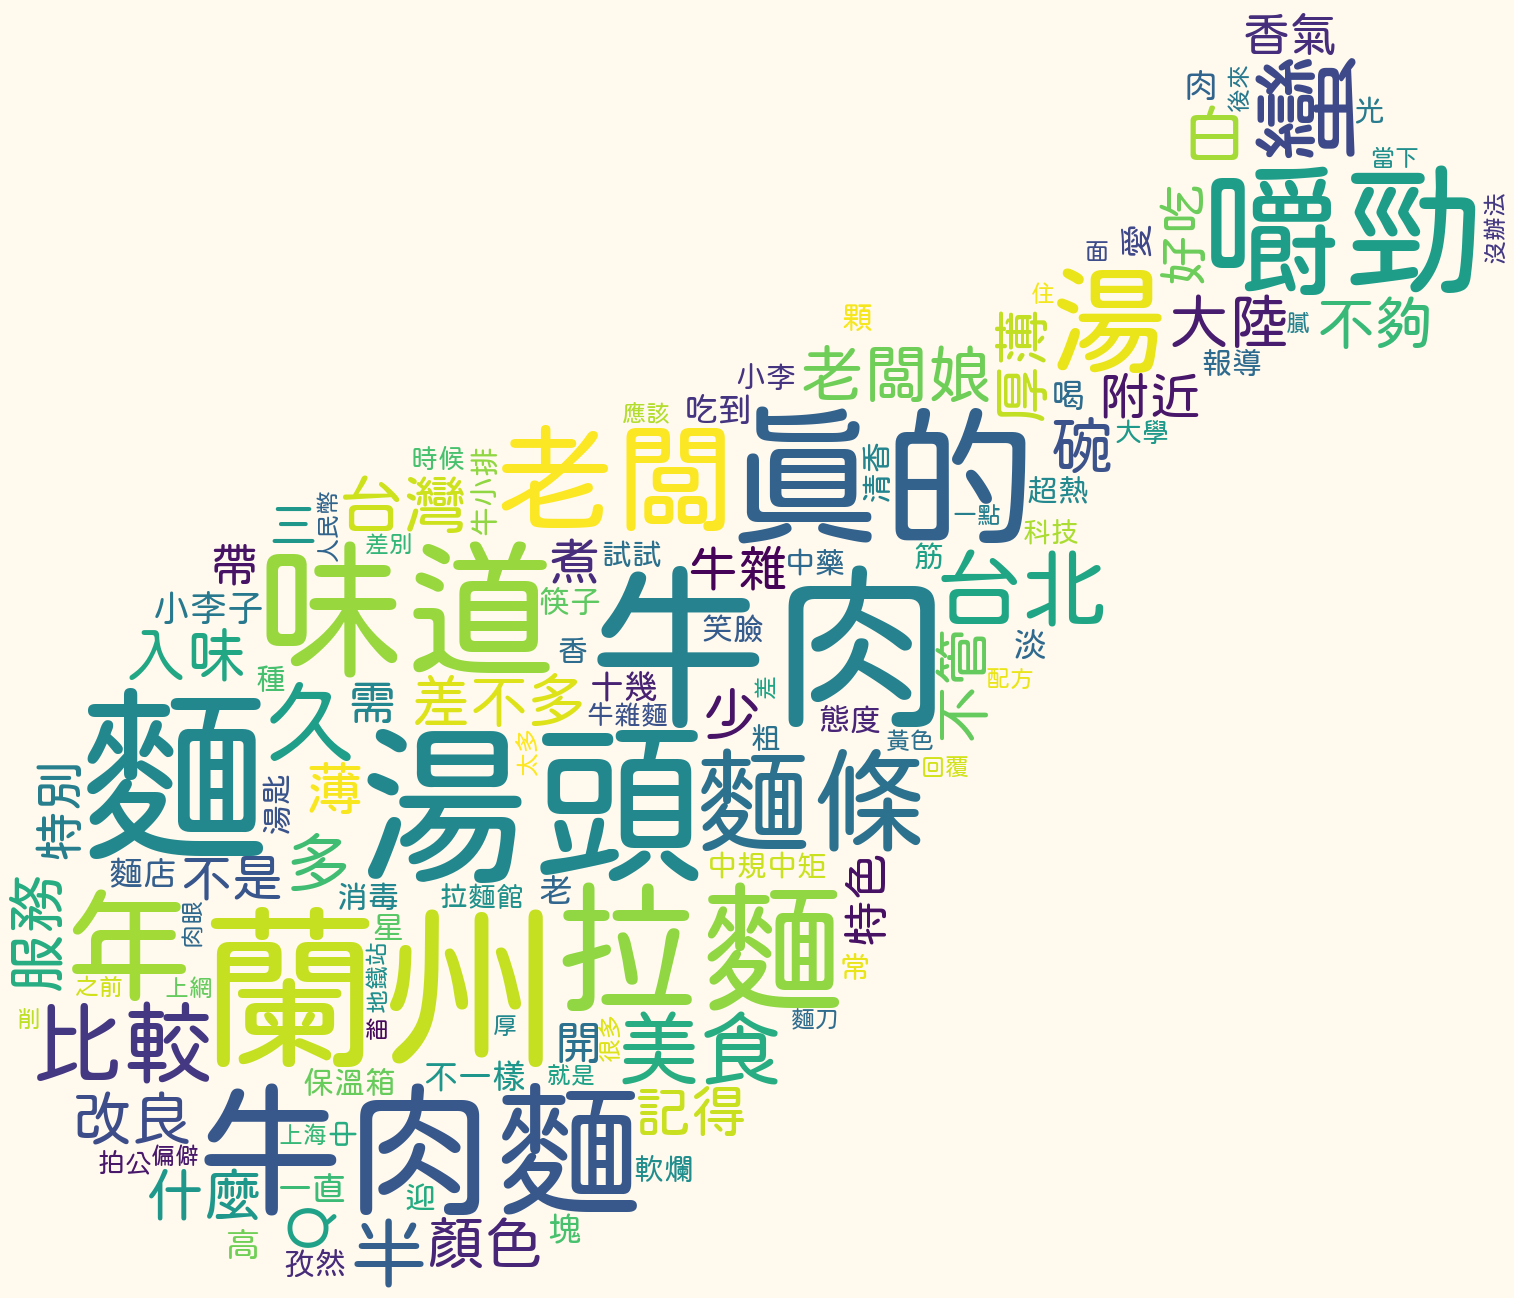 香氣
肉
後來
蠻
光
白
當下
嚼勁
好吃
沒辦法
愛
面
湯
住
大陸
膩
不夠
厚薄
顆
老闆娘
小李
報導
附近
喝
吃到
應該
老闆
真的
清香
碗
大學
時候
牛小排
超熱
台灣
一點
三
人民幣
差別
科技
帶
味道
煮
試試
牛雜
中藥
筋
台北
筷子
牛肉
小李子
笑臉
入味
香
不管
淡
種
久
需
差不多
十幾
差
配方
牛雜麵
少
態度
麵
湯頭
太多
粗
黃色
麵條
回覆
特別
湯匙
薄
多
中規中矩
麵店
不是
消毒
拉麵館
老
特色
服務
年
肉眼
蘭州
星
拉麵
地鐵站
常
之前
上網
削
比較
細
厚
開
很多
美食
麵刀
保溫箱
不一樣
就是
改良
牛肉麵
記得
上海
中
拍公
偏僻
軟爛
什麼
一直
迎
Q
半
顏色
塊
高
孜然